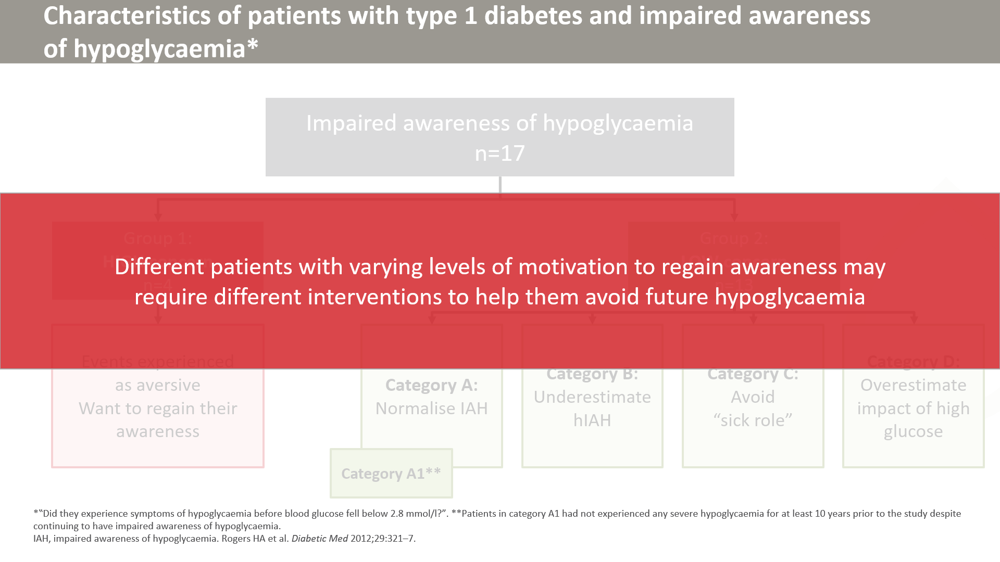 Characteristics of patients with type 1 diabetes and impaired awareness
of hypoglycaemia*
Impaired awareness of hypoglycaemia
n=17
Group 1:
n=4
Group 2:
LOW concern
n=13
Different patients with varying levels of motivation to regain awareness may
require different interventions to help them avoid future hypoglycaemia
Events experienced
as aversive
Want to regain their
awareness
Category A:
Normalise IAH
Category A1**
Category B:
Underestimate
hIAH
Category C:
Avoid
“sick role”
Category D:
Overestimate
impact of high
glucose
*“Did they experience symptoms of hypoglycaemia before blood glucose fell below 2.8 mmol/l?”. **Patients in category A1 had not experienced any severe hypoglycaemia for at least 10 years prior to the study despite
continuing to have impaired awareness of hypoglycaemia.
IAH, impaired awareness of hypoglycaemia. Rogers HA et al. Diabetic Med 2012;29:321–7.